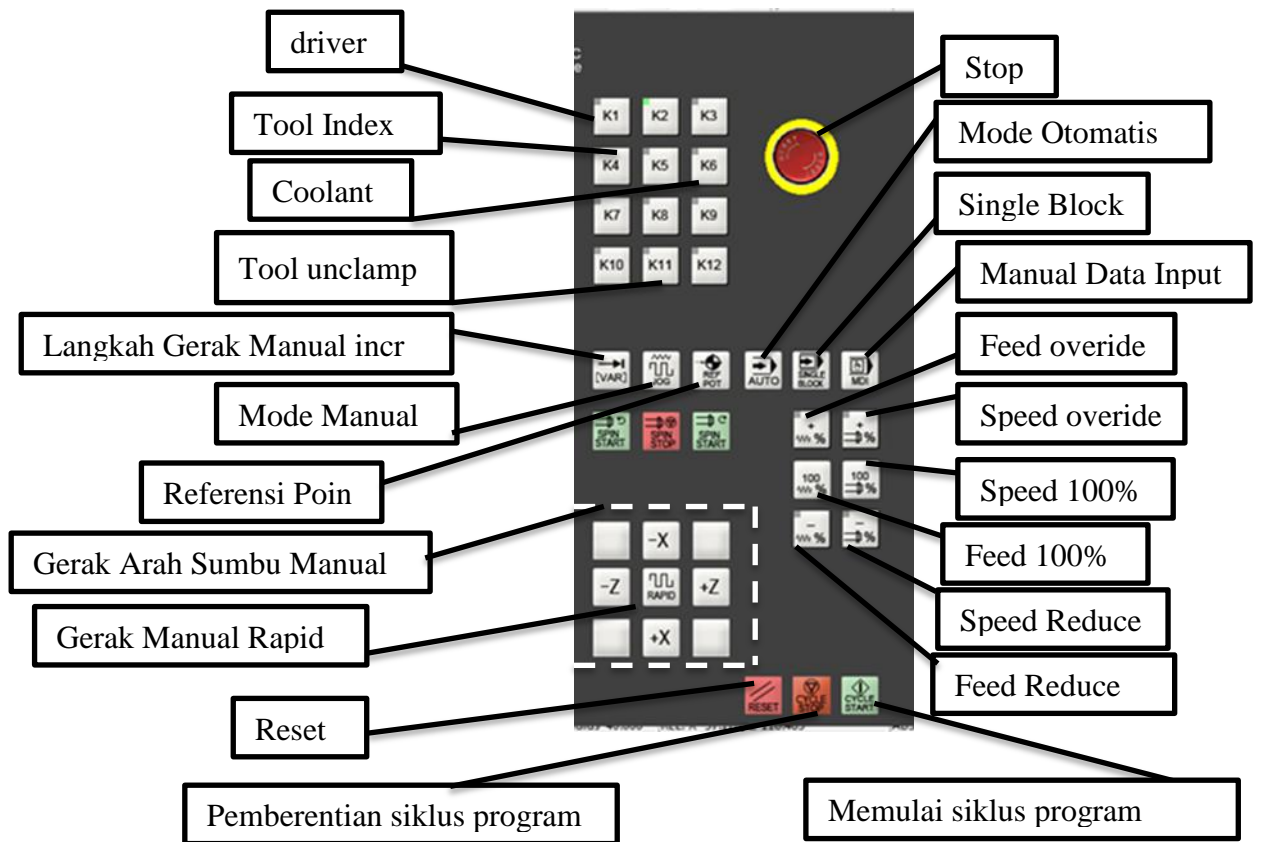 driver
Tool Index
Coolant
Tool unclamp
Langkah Gerak Manual incr
Mode Manual
Referensi Poin
Gerak Arah Sumbu Manual
Gerak Manual Rapid
Reset
Pemberentian siklus program
K1 K2 K3
K4 K5 K6
K7 K8 K9
K10 K11 K12
[VAR]
JOG
REF
POT
AUTO
SINGLE
BLOCK
MDI
SPIN
START
SPIN
STOP
SPIN
START
+
%
+
%
100
%
100
%
-
%
-
%
-X
-Z
RAPID
+Z
+X
RESET
CYCLE
STOP
CYCLE
START
Stop
Mode Otomatis
Single Block
Manual Data Input
Feed overide
Speed overide
Speed 100%
Feed 100%
Speed Reduce
Feed Reduce
Memulai siklus program